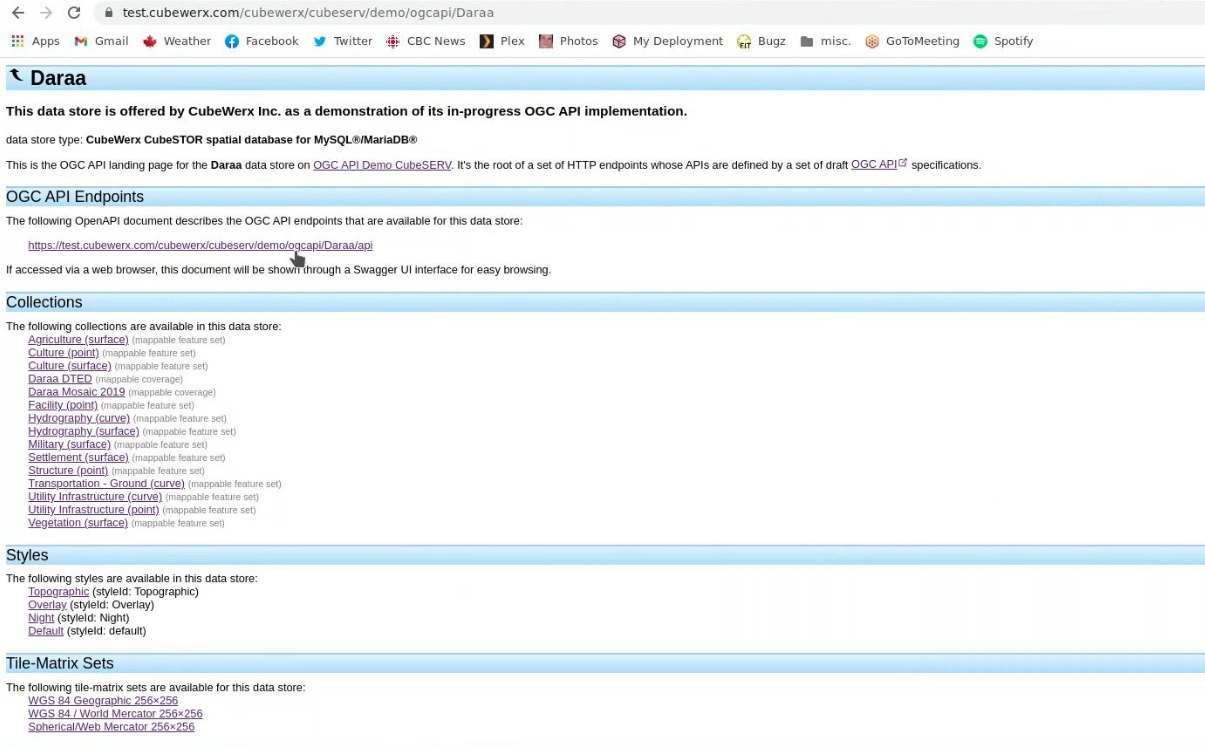 test.cubewerx.com/cubewerx/cubeserv/demo/ogcapi/Daraa
Apps Gmail Weather Facebook Twitter CBC News Plex Photos My Deployment Bugz misc. GoToMeeting Spotify
Daraa
This data store is offered by CubeWerx Inc. as a demonstration of its in-progress OGC API implementation.
data store type: CubeWerx CubeSTOR spatial database for MySQL®/MariaDB®
This is the OGC API landing page for the Daraa data store on OGC API Demo CubeSERV. It's the root of a set of HTTP endpoints whose APIs are defined by a set of draft OGC API specifications.
OGC API Endpoints
The following OpenAPI document describes the OGC API endpoints that are available for this data store:
https://test.cubewerx.com/cubewerx/cubeserv/demo/ogcapi/Daraa/api
If accessed via a web browser, this document will be shown through a Swagger UI interface for easy browsing.
Collections
The following collections are available in this data store:
Agriculture (surface) (mappable feature set)
Culture (point) (mappable feature set)
Culture (surface) (mappable feature set)
Daraa DTED (mappable coverage)
Daraa Mosaic 2019 (mappable coverage)
Facility (point) (mappable feature set)
Hydrography (curve) (mappable feature set)
Hydrography (surface) (mappable feature set)
Military (surface) (mappable feature set)
Settlement (surface) (mappable feature set)
Structure (point) (mappable feature set)
Transportation - Ground (curve) (mappable feature set)
Utility Infrastructure (curve) (mappable feature set)
Utility Infrastructure (point) (mappable feature set)
Vegetation (surface) (mappable feature set)
Styles
The following styles are available in this data store:
Topographic (styleId: Topographic)
Overlay (styleId: Overlay)
Night (styleId: Night)
Default (styleId: default)
Tile-Matrix Sets
The following tile-matrix sets are available for this data store:
WGS 84 Geographic 256×256
WGS 84 / World Mercator 256×256
Spherical/Web Mercator 256×256